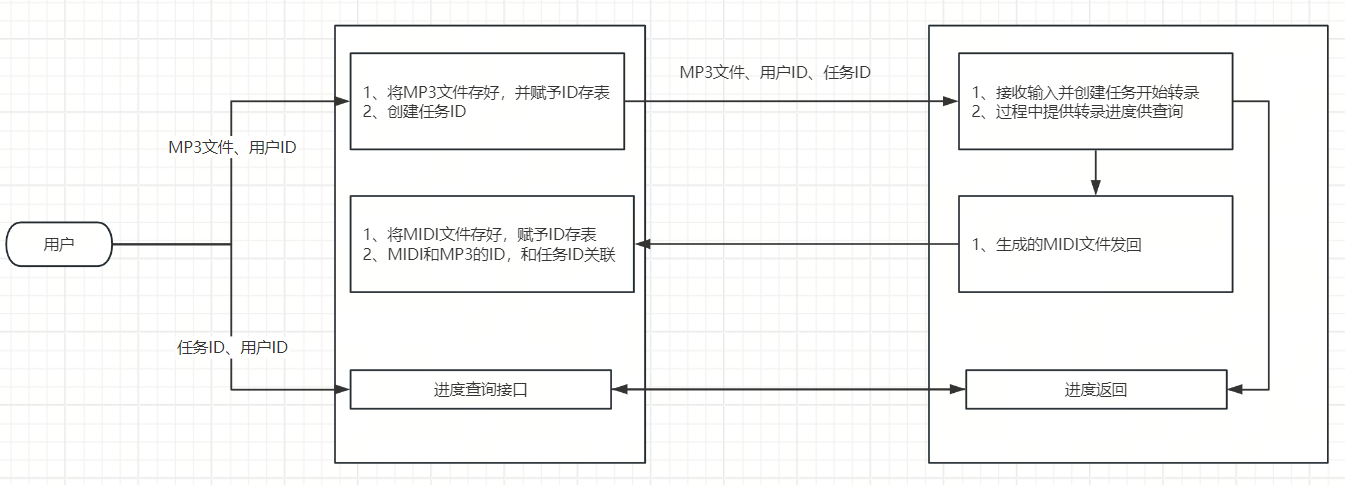 MP3文件、用户ID、任务ID
1、将MP3文件存好，并赋予ID存表
2、创建任务ID
1、接收输入并创建任务开始转录
2、过程中提供转录进度供查询
MP3文件、用户ID
用户
1、将MIDI文件存好，赋予ID存表
2、MIDI和MP3的ID，和任务ID关联
1、生成的MIDI文件发回
任务ID、用户ID
进度查询接口
进度返回